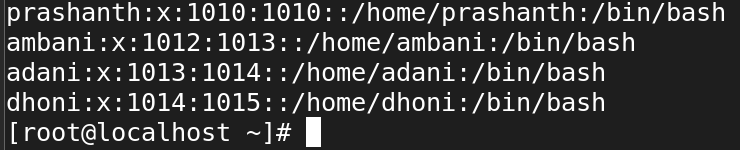 prashanth:x:1010:1010::/home/prashanth:/bin/bash
ambani:x:1012:1013::/home/ambani:/bin/bash
adani:x:1013:1014::/home/adani:/bin/bash
dhoni:x:1014:1015::/home/dhoni:/bin/bash
[root@localhost ~]#